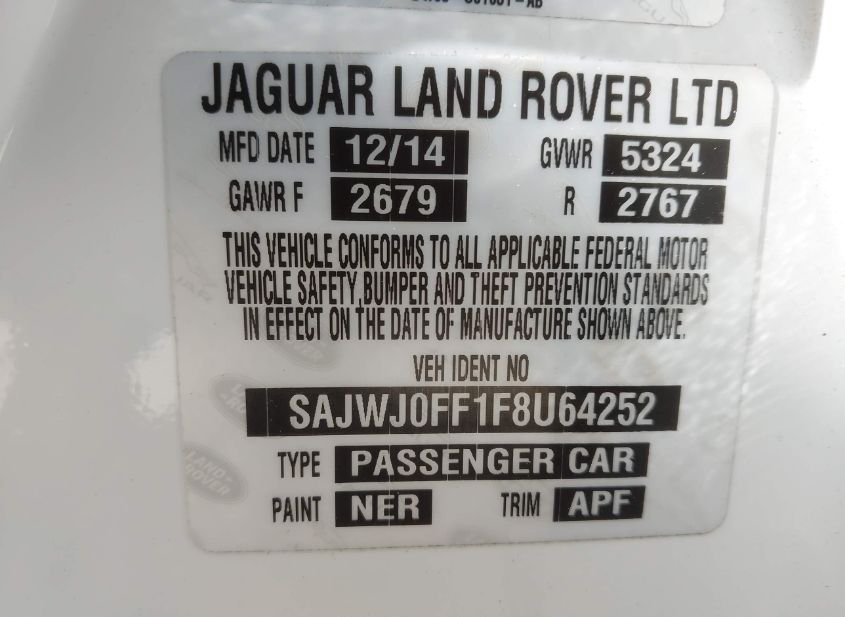 JAGUAR LAND ROVER LTD
MFD DATE 12/14 GVWR 5324
GAWR F 2679 R 2767
THIS VEHICLE CONFORMS TO ALL APPLICABLE FEDERAL MOTOR
VEHICLE SAFETY, BUMPER AND THEFT PREVENTION STANDARDS
IN EFFECT ON THE DATE OF MANUFACTURE SHOWN ABOVE.
VEH IDENT NO
SAJWJ0FF1F8U64252
TYPE PASSENGER CAR
PAINT NER TRIM APF
LAND-
ROVER